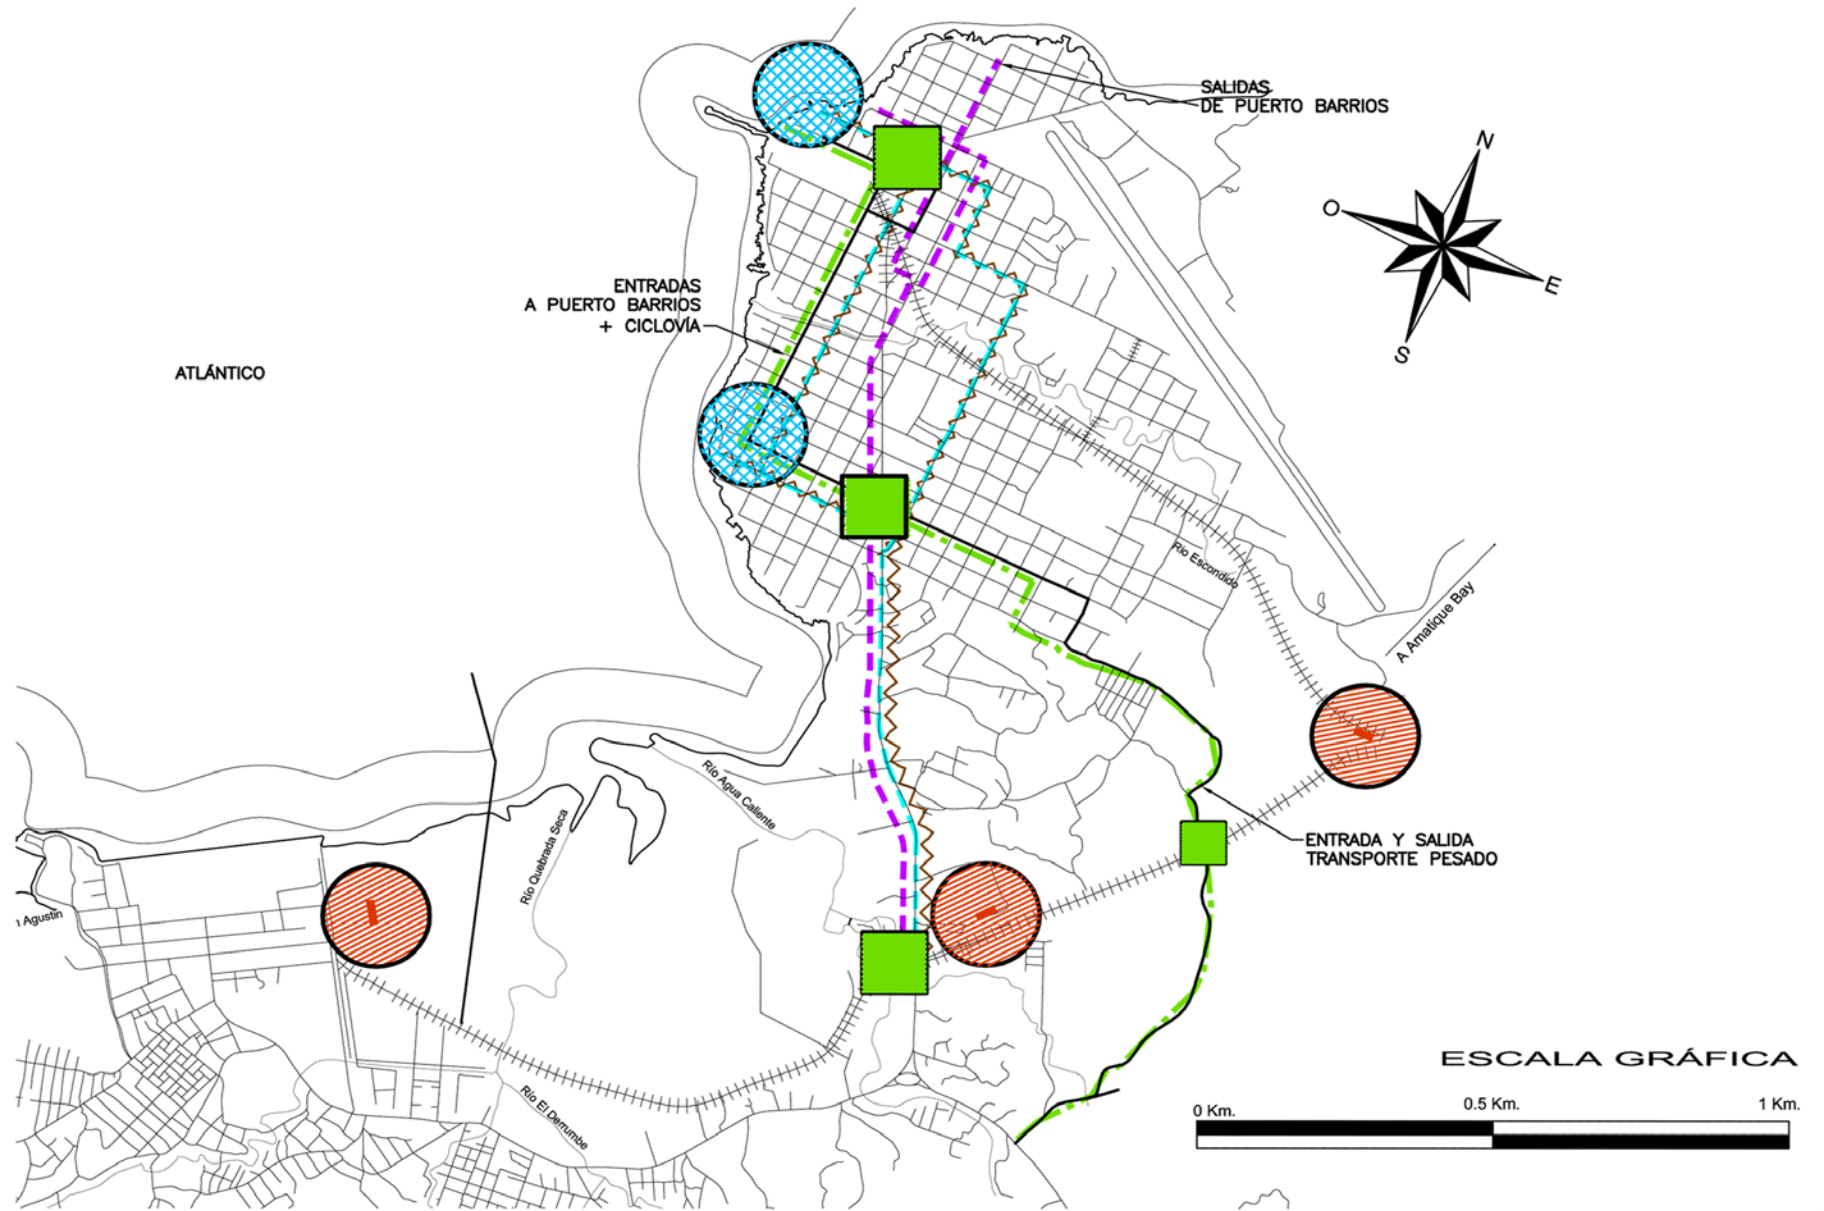 SALIDAS
DE PUERTO BARRIOS
N
O
E
S
ENTRADAS
A PUERTO BARRIOS
+ CICLOVÍA
ATLÁNTICO
Río Escondido
A Amatique Bay
Río Agua Caliente
Río Quebrada Seca
ENTRADA Y SALIDA
TRANSPORTE PESADO
Agustín
Río El Derrumbe
ESCALA GRÁFICA
0 Km.
0.5 Km.
1 Km.